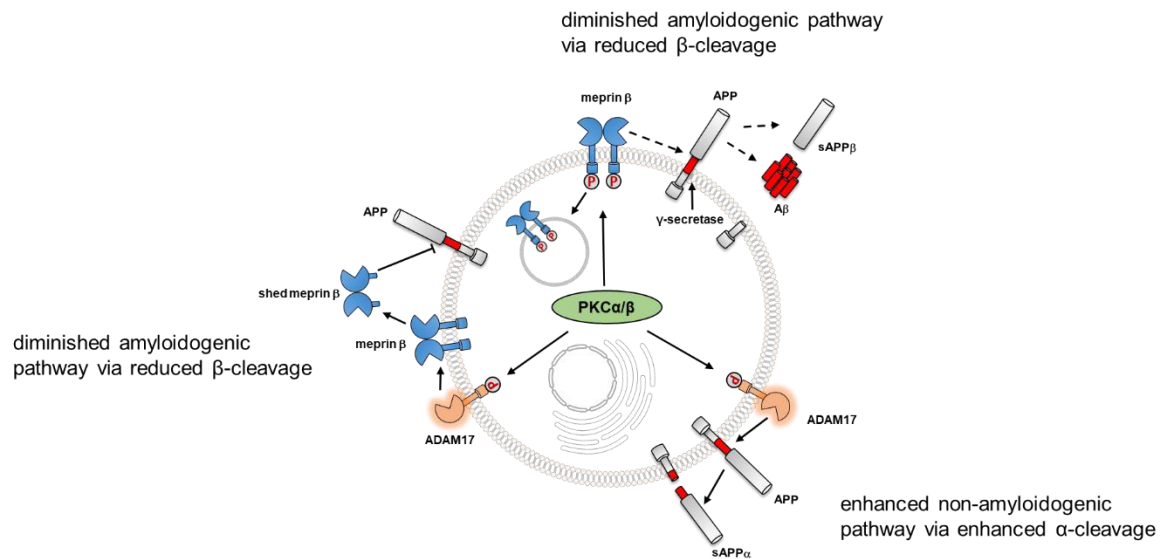 diminished amyloidogenic pathway
via reduced β-cleavage
meprin β
APP
sAPPβ
Aβ
γ-secretase
P P
P P
APP
shed meprin β
PKCα/β
meprin β
diminished amyloidogenic
pathway via reduced β-cleavage
P
ADAM17
P
ADAM17
APP
sAPPα
enhanced non-amyloidogenic
pathway via enhanced α-cleavage